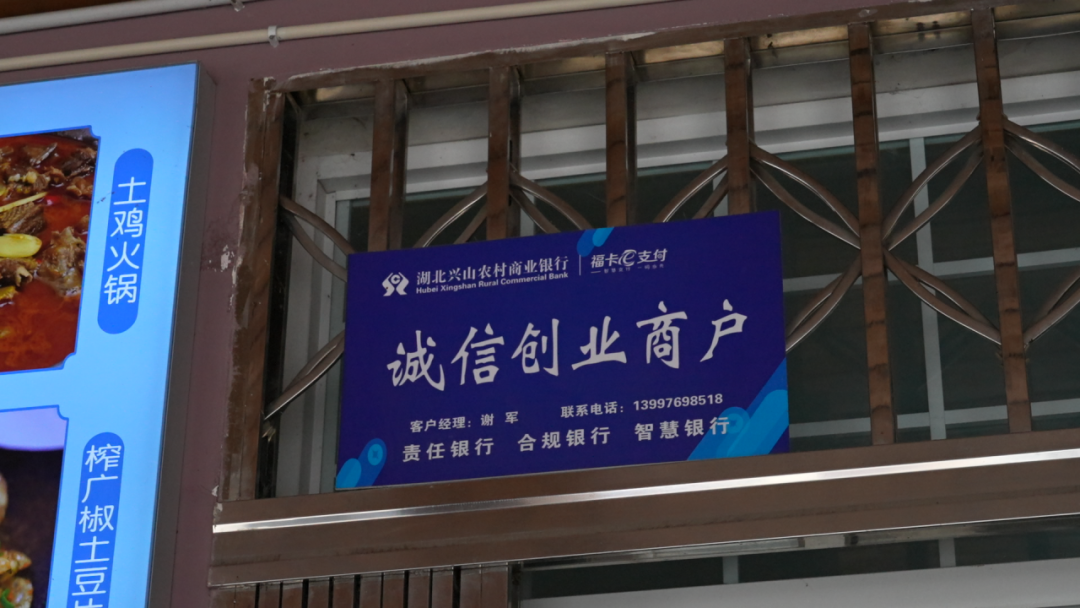 土鸡火锅
榨广椒土豆
湖北兴山农村商业银行
Hubei Xingshan Rural Commercial Bank
福卡e支付
诚信创业商户
客户经理：谢 军 联系电话：13997698518
责任银行 合规银行 智慧银行